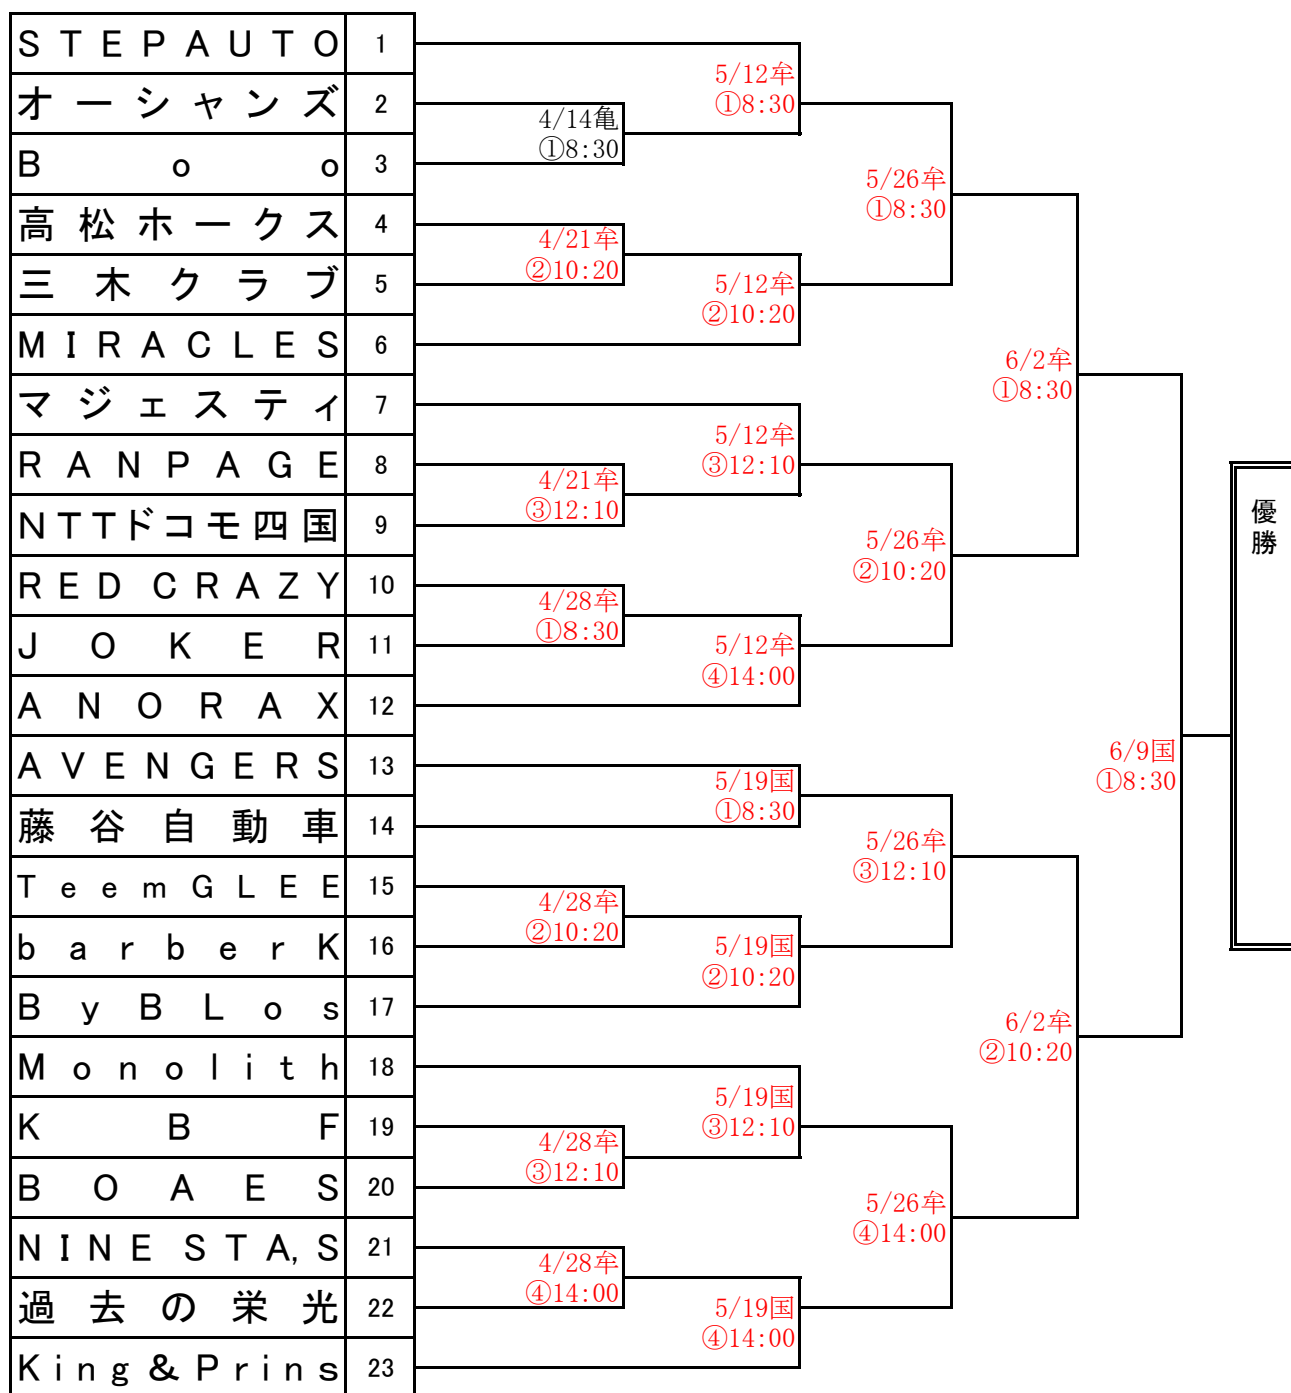 STEPAUTO 1
オーシャンズ 2
Boo 3
高松ホークス 4
三木クラブ 5
MIRACLES 6
マジェスティ 7
RANPAGE 8
NTTドコモ四国 9
RED CRAZY 10
JOKER 11
ANORAX 12
AVENGERS 13
藤谷自動車 14
TeemGLEE 15
barberK 16
ByBLos 17
Monolith 18
KBF 19
BOAES 20
NINE STA,S 21
過去の栄光 22
King&Prins 23
4/14亀
①8:30
4/21牟
②10:20
4/21牟
③12:10
4/28牟
①8:30
4/28牟
②10:20
4/28牟
③12:10
4/28牟
④14:00
5/12牟
①8:30
5/12牟
②10:20
5/12牟
③12:10
5/12牟
④14:00
5/19国
①8:30
5/19国
②10:20
5/19国
③12:10
5/19国
④14:00
5/26牟
①8:30
5/26牟
②10:20
5/26牟
③12:10
5/26牟
④14:00
6/2牟
①8:30
6/2牟
②10:20
6/9国
①8:30
優勝